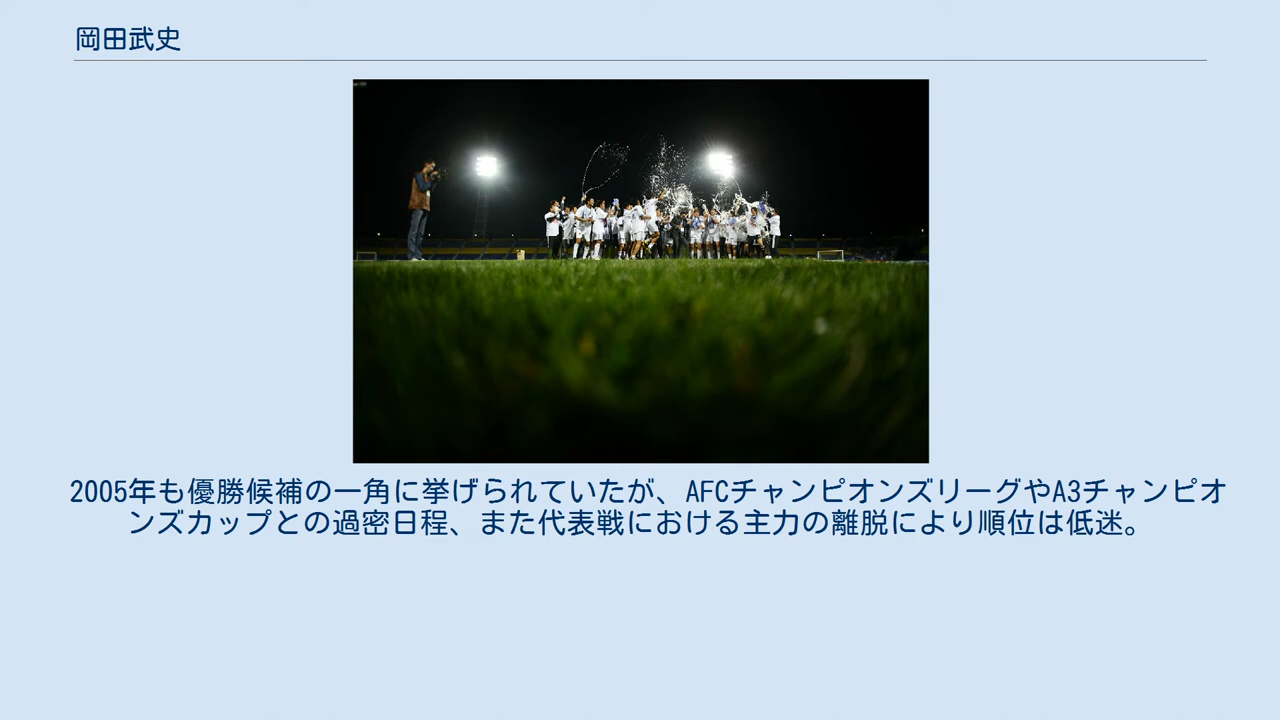 岡田武史
2005年も優勝候補の一角に挙げられていたが、AFCチャンピオンズリーグやA3チャンピオ
ンズカップとの過密日程、また代表戦における主力の離脱により順位は低迷。